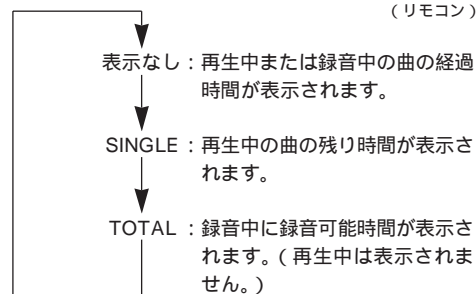 （リモコン）
表示なし：再生中または録音中の曲の経過
時間が表示されます。
SINGLE：再生中の曲の残り時間が表示さ
れます。
TOTAL：録音中に録音可能時間が表示さ
れます。（再生中は表示されま
せん。）